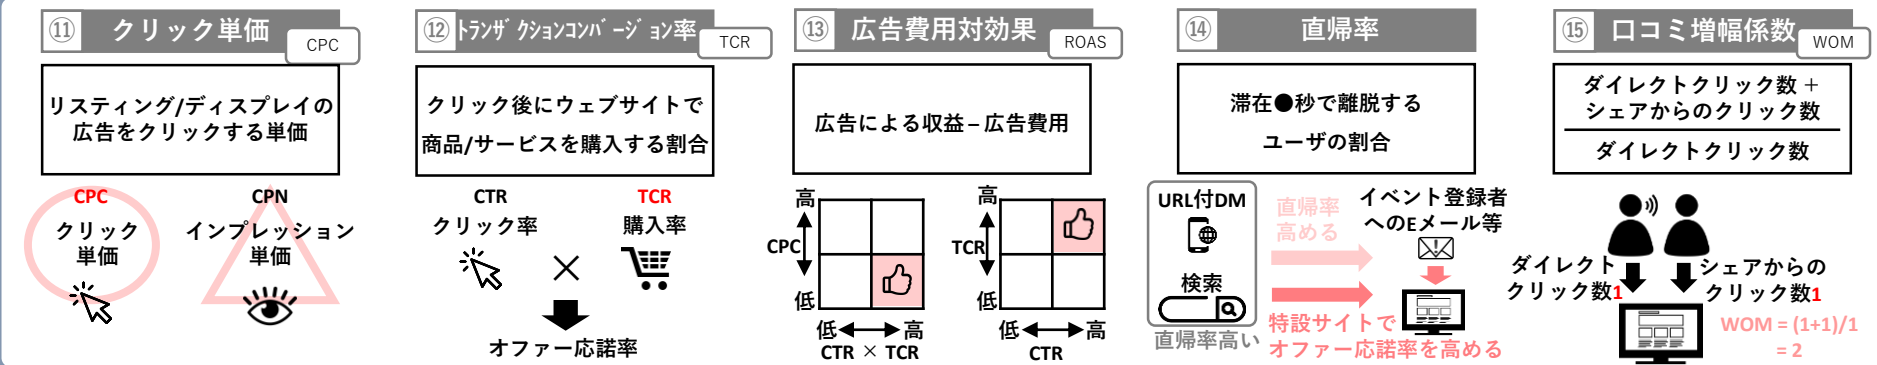 ⑪ クリック単価 CPC
リスティング/ディスプレイの
広告をクリックする単価
CPC
クリック
単価
CPN
インプレッション
単価
⑫ トランザクションコンバージョン率 TCR
クリック後にウェブサイトで
商品/サービスを購入する割合
CTR
クリック率
×
TCR
購入率
オファー応諾率
⑬ 広告費用対効果 ROAS
広告による収益 – 広告費用
高
CPC
低
低 高
CTR × TCR
高
TCR
低
低 高
CTR
⑭ 直帰率
滞在●秒で離脱する
ユーザの割合
URL付DM
検索
直帰率高い
直帰率
高める
イベント登録者
へのEメール等
特設サイトで
オファー応諾率を高める
⑮ 口コミ増幅係数 WOM
ダイレクトクリック数 +
シェアからのクリック数
ダイレクトクリック数
ダイレクト
クリック数1
シェアからの
クリック数1
WOM = (1+1)/1
= 2